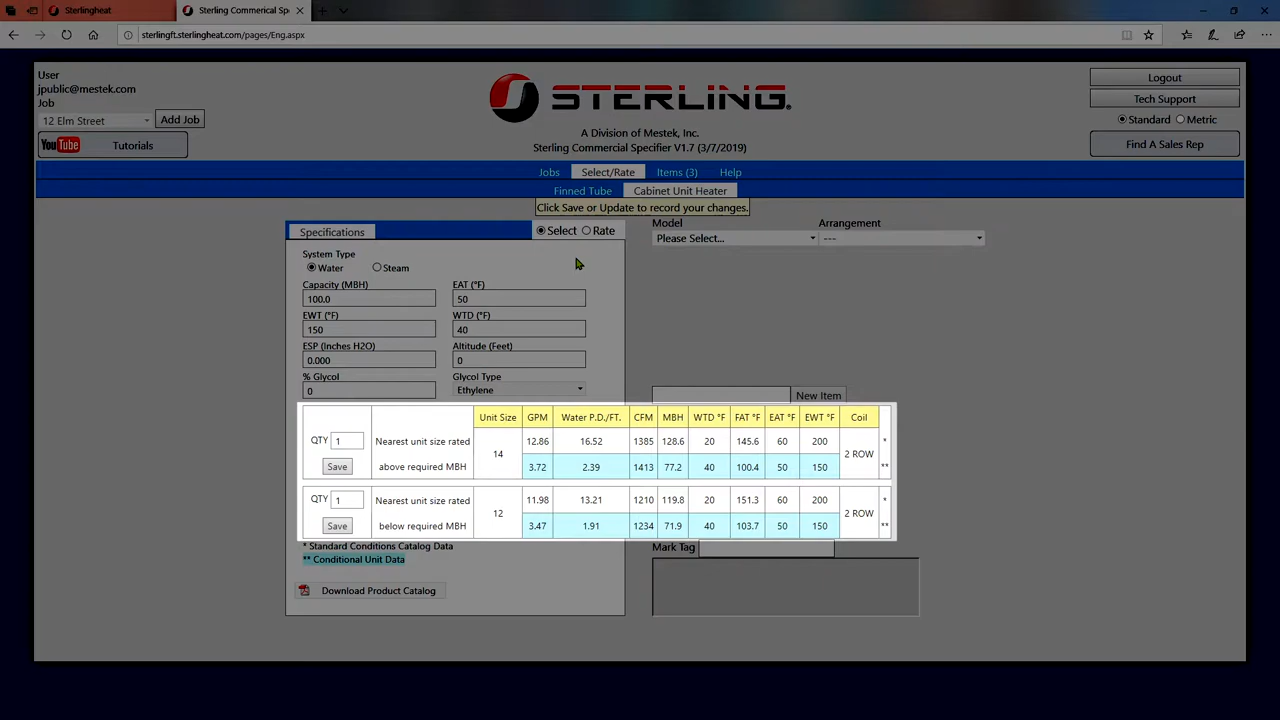 Sterlingheat
Sterling Commerical Sp
sterlingft.sterlingheat.com/pages/Eng.aspx
User
jpublic@mestek.com
Job
12 Elm Street
Add Job
YouTube Tutorials
STERLING®
A Division of Mestek, Inc.
Sterling Commercial Specifier V1.7 (3/7/2019)
Logout
Tech Support
Standard Metric
Find A Sales Rep
Jobs Select/Rate Items (3) Help
Finned Tube Cabinet Unit Heater
Click Save or Update to record your changes.
Specifications
Select Rate
System Type
Water Steam
Capacity (MBH) EAT (°F)
100.0 50
EWT (°F) WTD (°F)
150 40
ESP (Inches H2O) Altitude (Feet)
0.000 0
% Glycol Glycol Type
0 Ethylene
Model Arrangement
Please Select... ---
New Item
Unit Size GPM Water P.D./FT. CFM MBH WTD °F FAT °F EAT °F EWT °F Coil
QTY 1 Nearest unit size rated 12.86 16.52 1385 128.6 20 145.6 60 200 *
14 2 ROW
Save above required MBH 3.72 2.39 1413 77.2 40 100.4 50 150 **
QTY 1 Nearest unit size rated 11.98 13.21 1210 119.8 20 151.3 60 200 *
12 2 ROW
Save below required MBH 3.47 1.91 1234 71.9 40 103.7 50 150 **
* Standard Conditions Catalog Data
** Conditional Unit Data
Mark Tag
Download Product Catalog